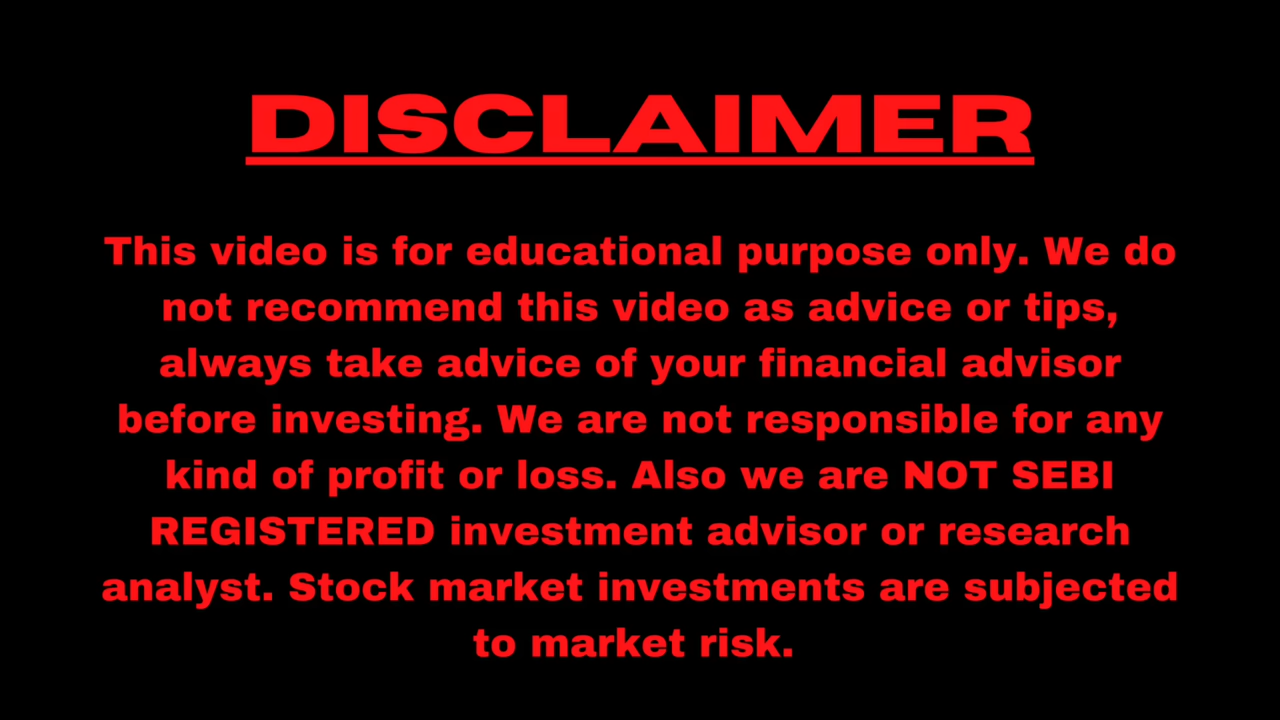 DISCLAIMER
This video is for educational purpose only. We do
not recommend this video as advice or tips,
always take advice of your financial advisor
before investing. We are not responsible for any
kind of profit or loss. Also we are NOT SEBI
REGISTERED investment advisor or research
analyst. Stock market investments are subjected
to market risk.